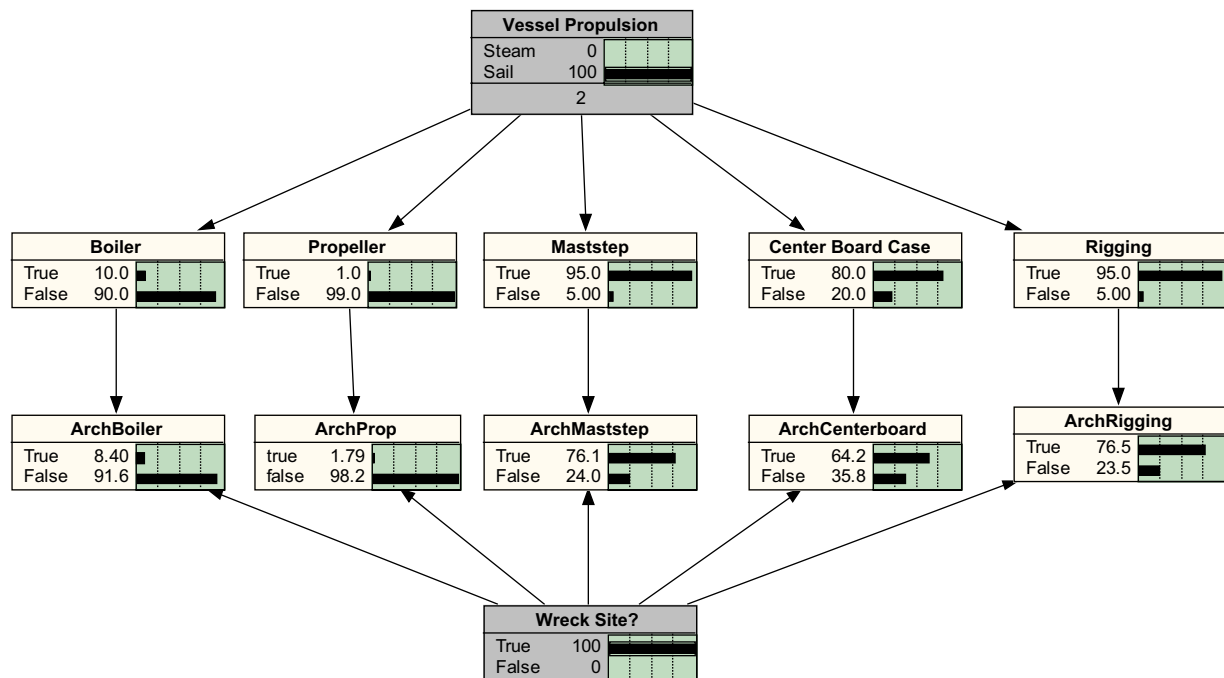 Vessel Propulsion
Steam 0
Sail 100
2
Boiler
True 10.0
False 90.0
Propeller
True 1.0
False 99.0
Maststep
True 95.0
False 5.00
Center Board Case
True 80.0
False 20.0
Rigging
True 95.0
False 5.00
ArchBoiler
True 8.40
False 91.6
ArchProp
true 1.79
false 98.2
ArchMaststep
True 76.1
False 24.0
ArchCenterboard
True 64.2
False 35.8
ArchRigging
True 76.5
False 23.5
Wreck Site?
True 100
False 0